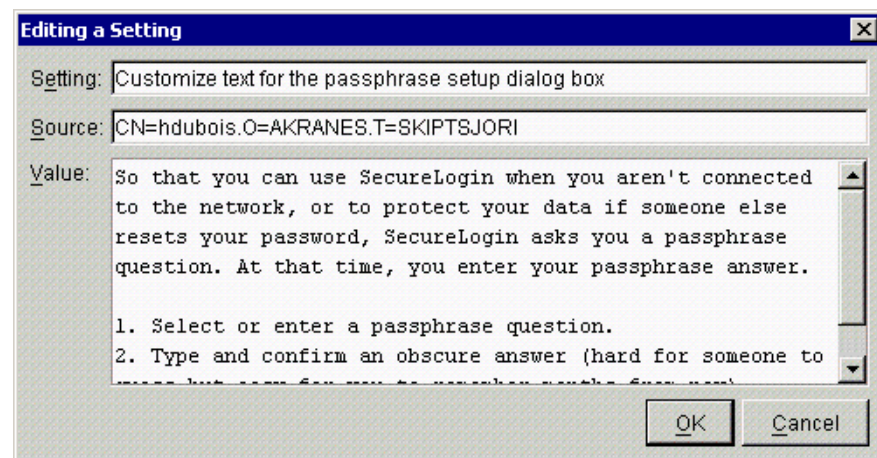 Editing a Setting
Setting: Customize text for the passphrase setup dialog box
Source: CN=hdubois.O=AKRANES.T=SKIPTSJORI
Value: So that you can use SecureLogin when you aren't connected
to the network, or to protect your data if someone else
resets your password, SecureLogin asks you a passphrase
question. At that time, you enter your passphrase answer.
1. Select or enter a passphrase question.
2. Type and confirm an obscure answer (hard for someone to
OK Cancel